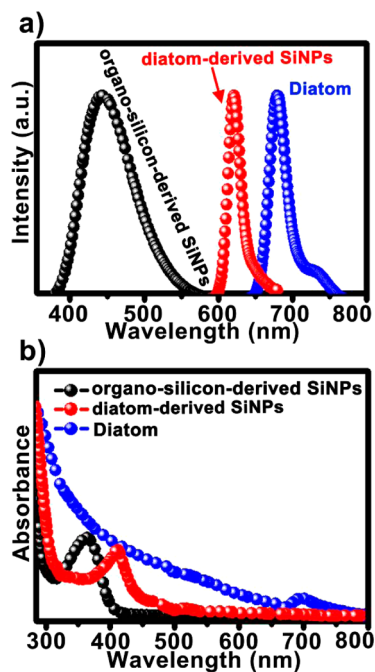 a)
organo-silicon-derived SiNPs
diatom-derived SiNPs
Diatom
Intensity (a.u.)
400 500 600 700 800
Wavelength (nm)
b)
organo-silicon-derived SiNPs
diatom-derived SiNPs
Diatom
Absorbance
300 400 500 600 700 800
Wavelength (nm)